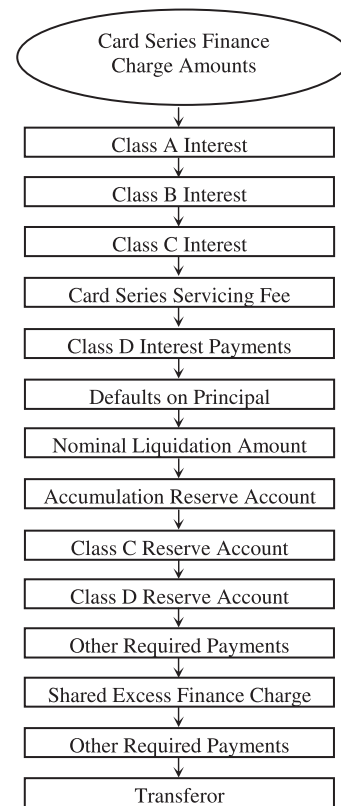 Card Series Finance
Charge Amounts
Class A Interest
Class B Interest
Class C Interest
Card Series Servicing Fee
Class D Interest Payments
Defaults on Principal
Nominal Liquidation Amount
Accumulation Reserve Account
Class C Reserve Account
Class D Reserve Account
Other Required Payments
Shared Excess Finance Charge
Other Required Payments
Transferor